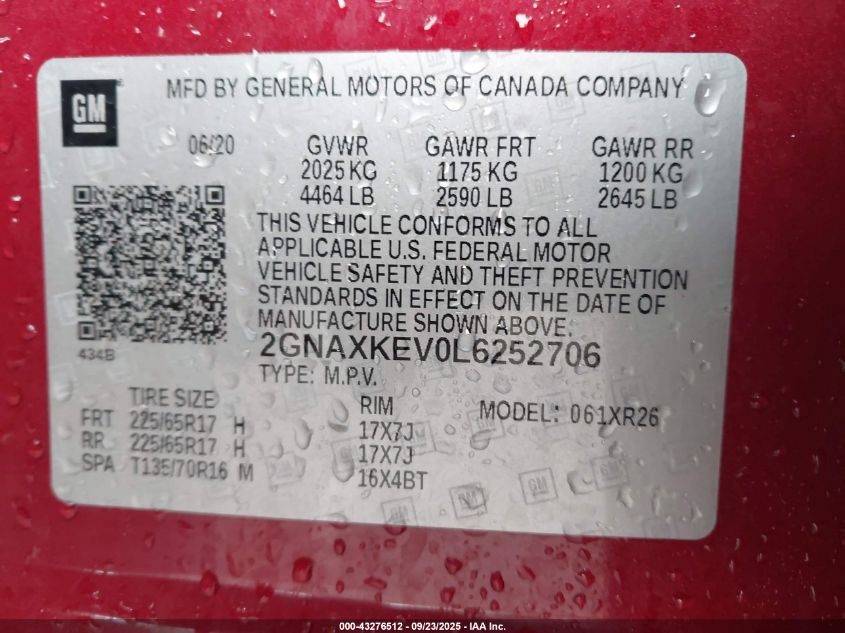 GM
MFD BY GENERAL MOTORS OF CANADA COMPANY
06/20 GVWR GAWR FRT GAWR RR
2025 KG 1175 KG 1200 KG
4464 LB 2590 LB 2645 LB
THIS VEHICLE CONFORMS TO ALL
APPLICABLE U.S. FEDERAL MOTOR
VEHICLE SAFETY AND THEFT PREVENTION
STANDARDS IN EFFECT ON THE DATE OF
MANUFACTURE SHOWN ABOVE.
434B
2GNAXKEV0L6252706
TYPE: M.P.V.
TIRE SIZE RIM MODEL: 061XR26
FRT 225/65R17 H 17X7J
RR 225/65R17 H 17X7J
SPA T135/70R16 M 16X4BT
000-43276512 - 09/23/2025 - IAA Inc.